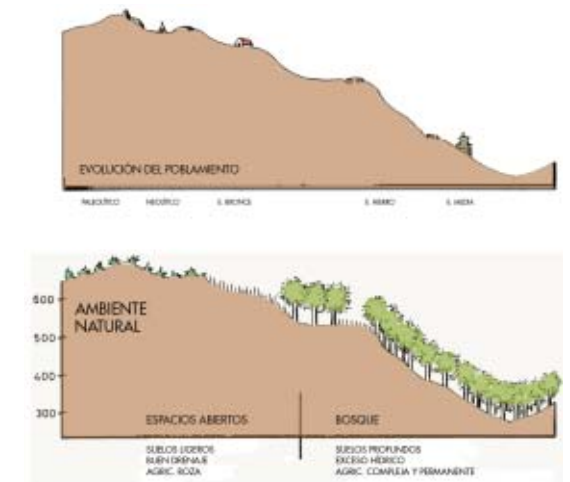 EVOLUCIÓN DEL POBLAMIENTO
PALEOLÍTICO NEOLÍTICO E. BRONCE E. HIERRO E. MEDIA
AMBIENTE
NATURAL
600
500
400
300
ESPACIOS ABIERTOS BOSQUE
SUELOS LIGEROS SUELOS PROFUNDOS
BUEN DRENAJE EXCESO HÍDRICO
AGRIC. ROZA AGRIC. COMPLEJA Y PERMANENTE